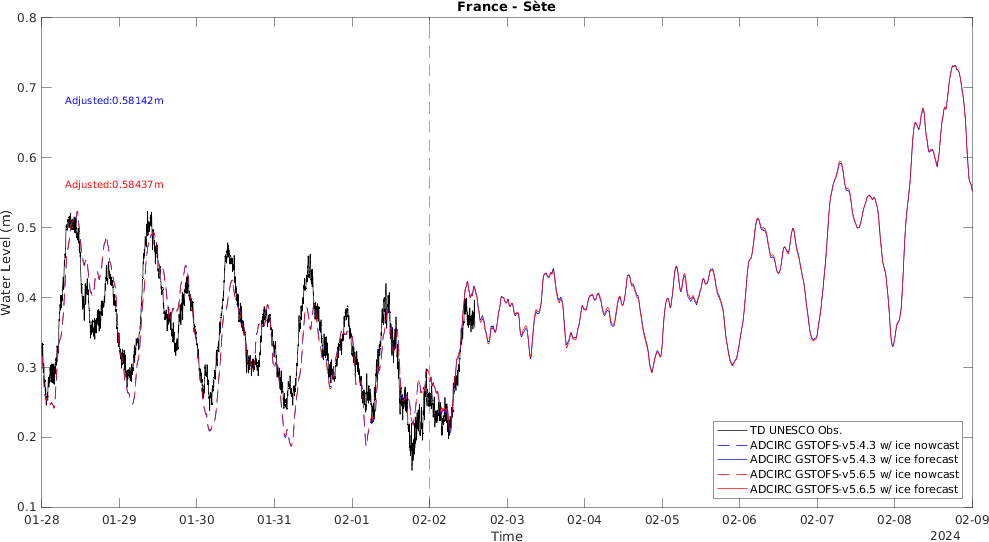 France - Sète
0.8
0.7
0.6
0.5
0.4
0.3
0.2
0.1
Water Level (m)
Adjusted:0.58142m
Adjusted:0.58437m
TD UNESCO Obs.
ADCIRC GSTOFS-v5.4.3 w/ ice nowcast
ADCIRC GSTOFS-v5.4.3 w/ ice forecast
ADCIRC GSTOFS-v5.6.5 w/ ice nowcast
ADCIRC GSTOFS-v5.6.5 w/ ice forecast
01-28 01-29 01-30 01-31 02-01 02-02 02-03 02-04 02-05 02-06 02-07 02-08 02-09
Time
2024